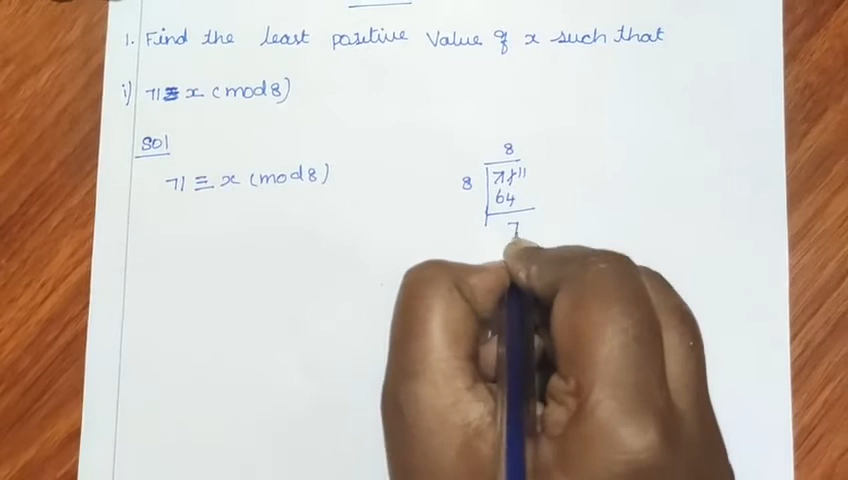 1. Find the least positive value of x such that
i) 71 ≡ x (mod 8)
Sol
71 ≡ x (mod 8)
8
8 71 11
64
7